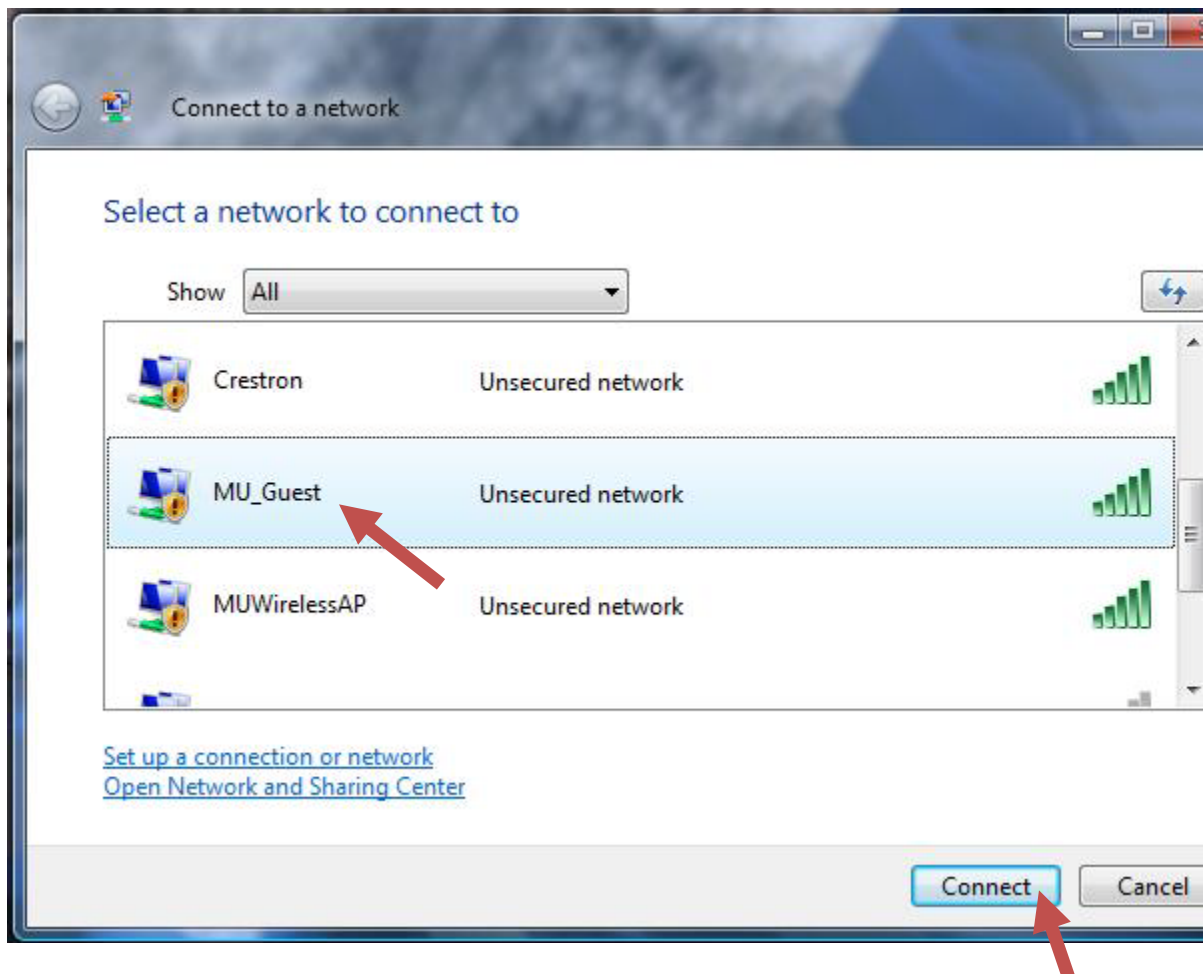 Connect to a network
Select a network to connect to
Show All
Crestron Unsecured network
MU_Guest Unsecured network
MUWirelessAP Unsecured network
Set up a connection or network
Open Network and Sharing Center
Connect Cancel